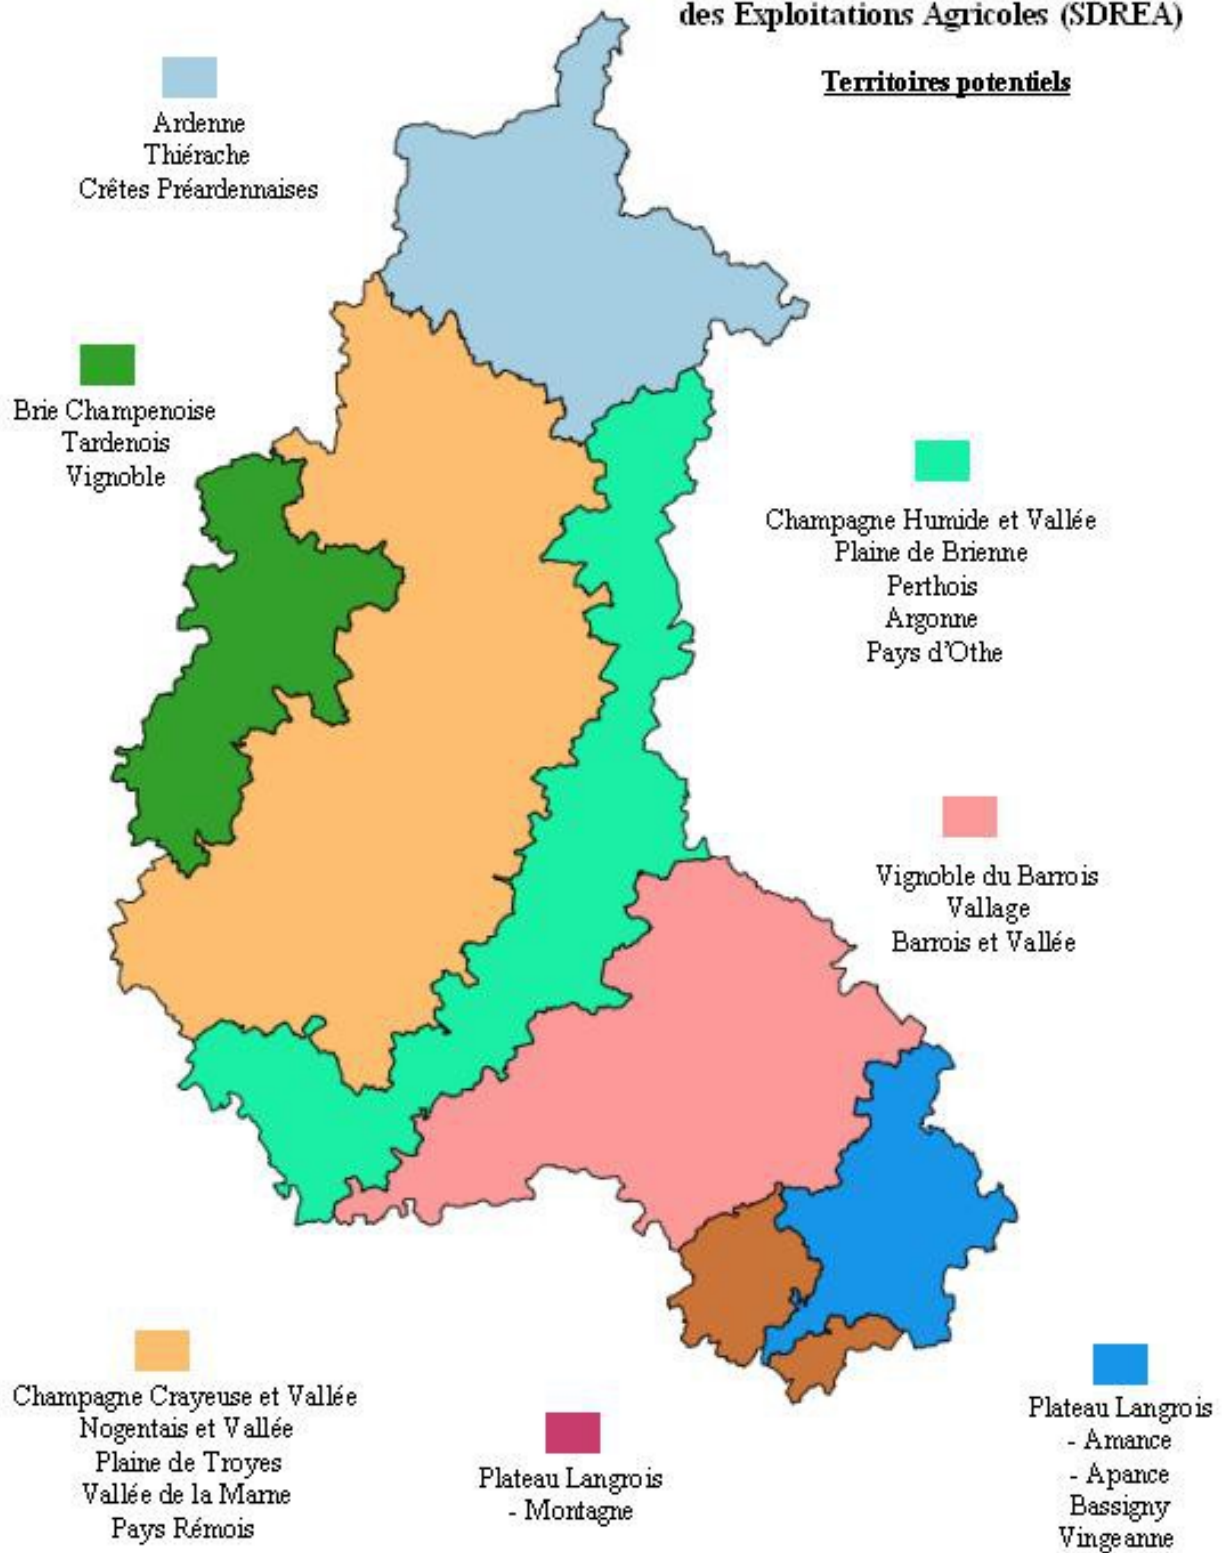 des Exploitations Agricoles (SDREA)
Territoires potentiels
Ardenne
Thiérache
Crêtes Préardennaises
Brie Champenoise
Tardenois
Vignoble
Champagne Humide et Vallée
Plaine de Brienne
Perthois
Argonne
Pays d'Othe
Vignoble du Barrois
Vallage
Barrois et Vallée
Champagne Crayeuse et Vallée
Nogentais et Vallée
Plaine de Troyes
Vallée de la Marne
Pays Rémois
Plateau Langrois
- Montagne
Plateau Langrois
- Amance
- Apance
Bassigny
Vingeanne